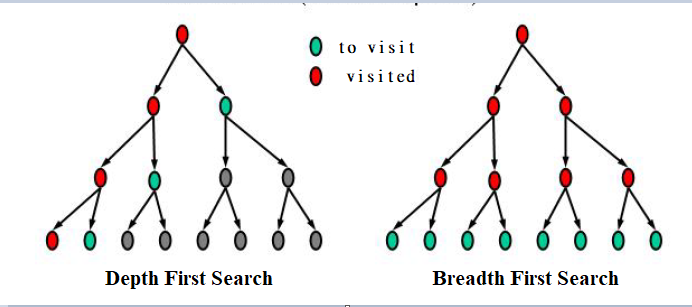 to visit
visited
Depth First Search
Breadth First Search